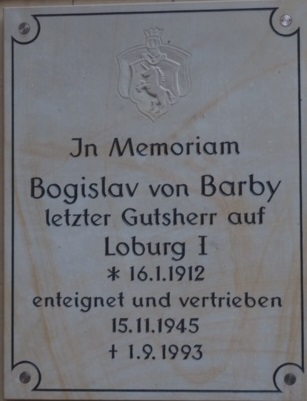 In Memoriam
Bogislav von Barby
letzter Gutsherr auf
Loburg I
* 16.1.1912
enteignet und vertrieben
15.11.1945
† 1.9.1993